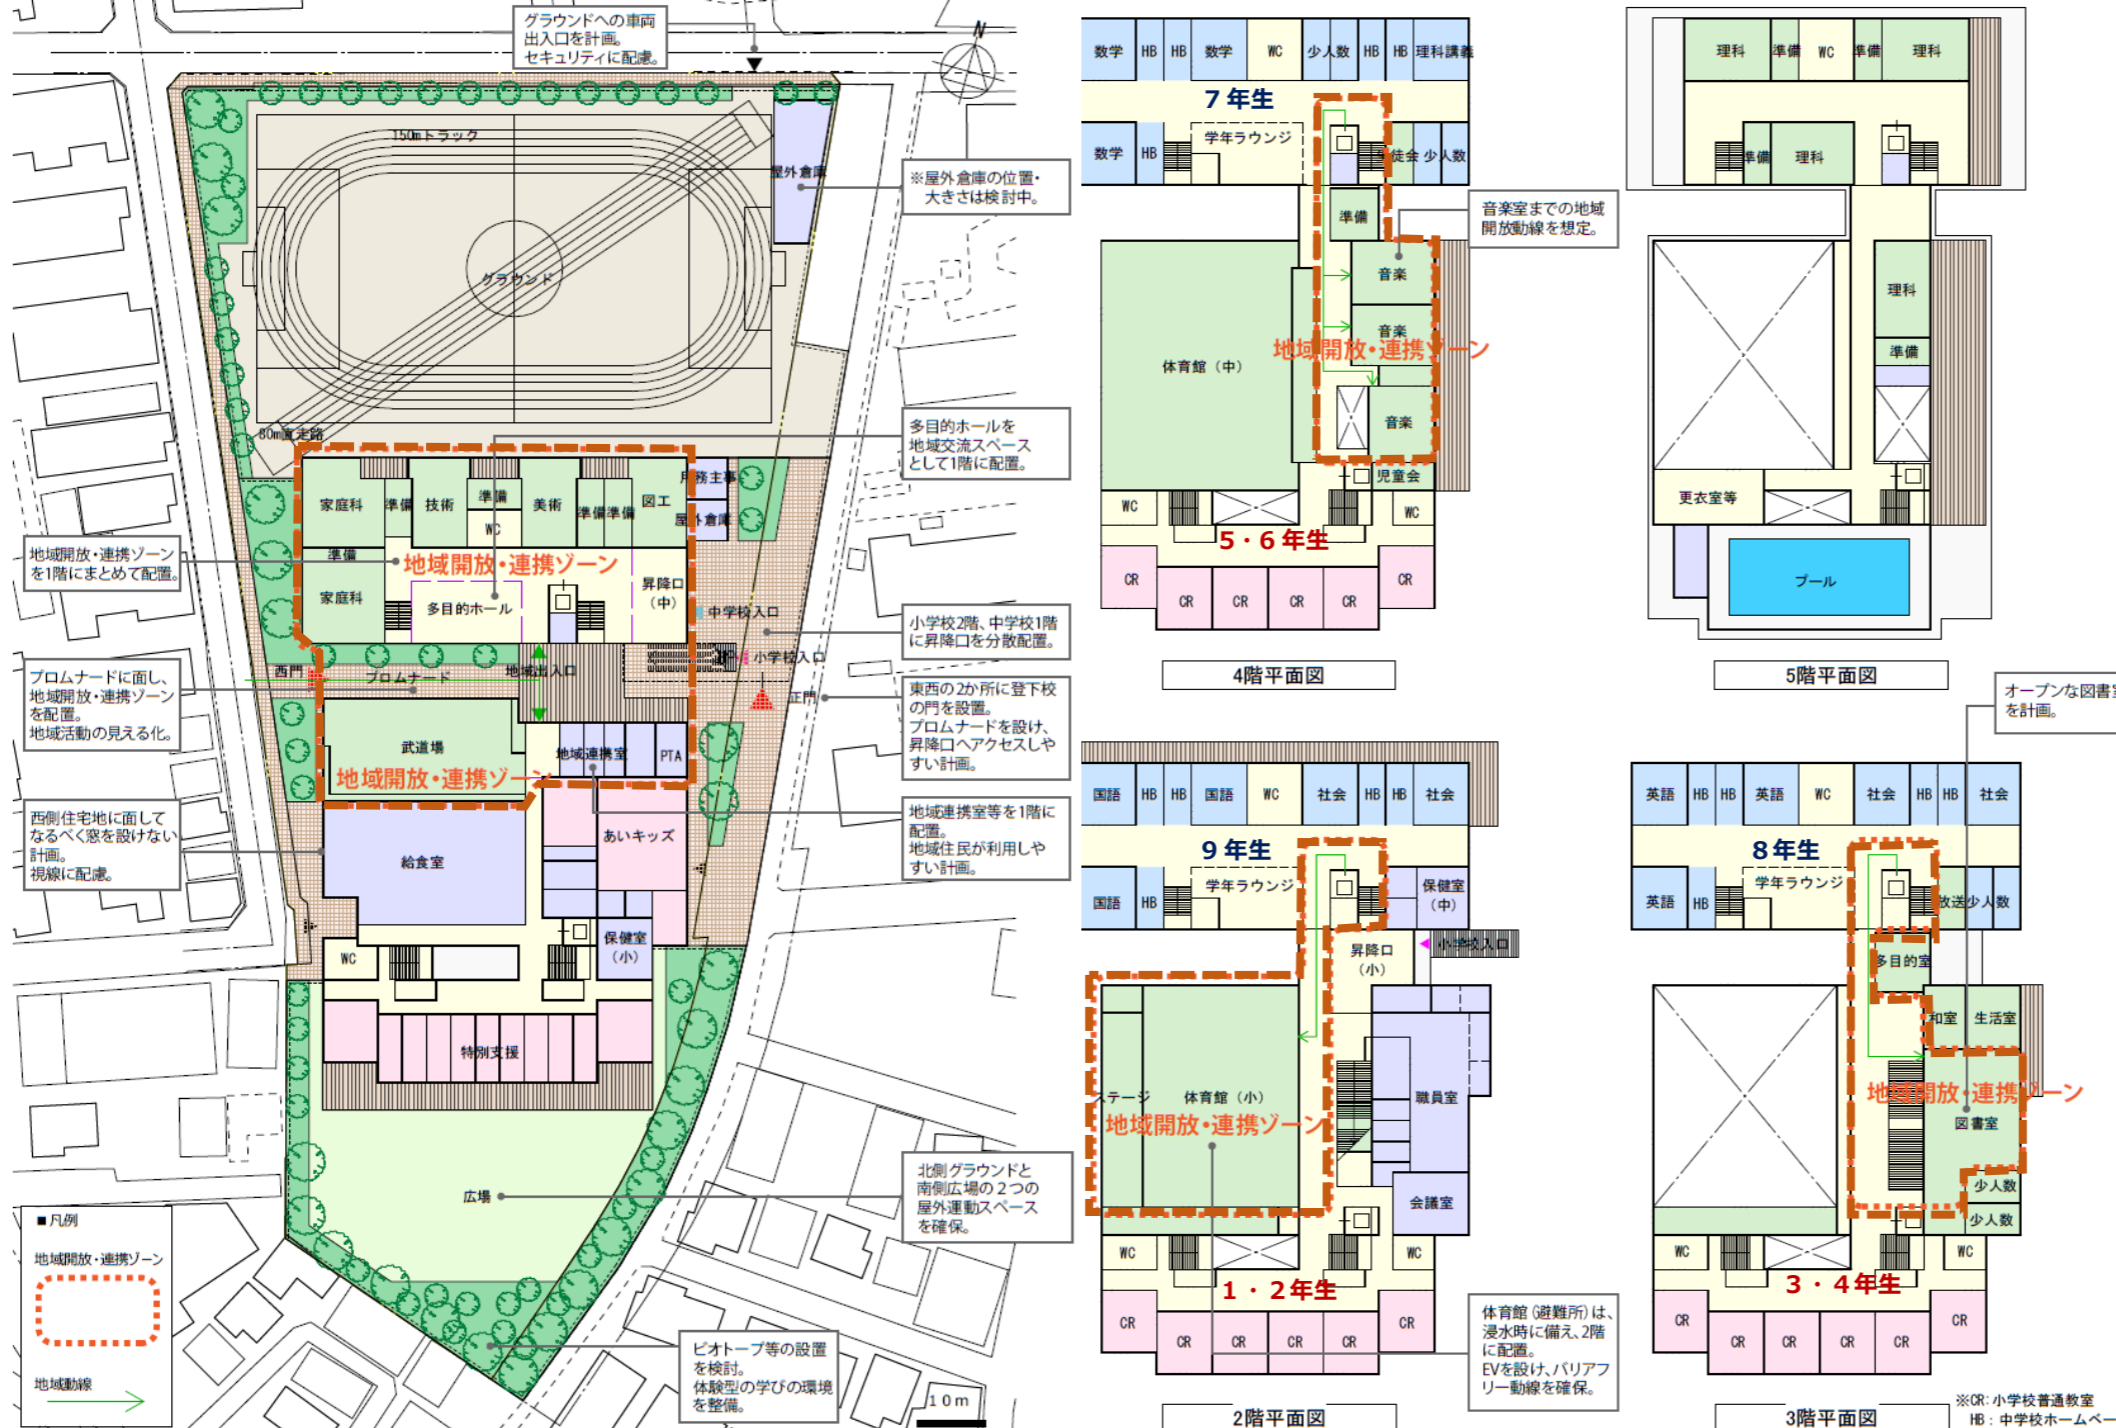 グラウンドへの車両
出入口を計画。
セキュリティに配慮。
N
150mトラック
屋外倉庫
※屋外倉庫の位置・
大きさは検討中。
グラウンド
80m直走路
多目的ホールを
地域交流スペース
として1階に配置。
家庭科
準備
技術
準備
WC
美術
準備
準備
図工
用務主事
屋外倉庫
地域開放・連携ゾーン
を1階にまとめて配置。
準備
地域開放・連携ゾーン
家庭科
多目的ホール
昇降口
(中)
中学校入口
小学校2階、中学校1階
に昇降口を分散配置。
西門
プロムナード
地域出入口
小学校入口
正門
プロムナードに面し、
地域開放・連携ゾーン
を配置。
地域活動の見える化。
東西の2か所に登下校
の門を設置。
プロムナードを設け、
昇降口へアクセスしや
すい計画。
武道場
地域連携室
PTA
地域開放・連携ゾーン
西側住宅地に面して
なるべく窓を設けない
計画。
視線に配慮。
給食室
あいキッズ
地域連携室等を1階に
配置。
地域住民が利用しや
すい計画。
WC
保健室
(小)
特別支援
広場
北側グラウンドと
南側広場の2つの
屋外運動スペース
を確保。
■凡例
地域開放・連携ゾーン
地域動線
ビオトープ等の設置
を検討。
体験型の学びの環境
を整備。
10m
数学
HB
HB
数学
WC
少人数
HB
HB
理科講義
7年生
数学
HB
学年ラウンジ
生徒会
少人数
準備
音楽
音楽室までの地域
開放動線を想定。
音楽
地域開放・連携ゾーン
体育館(中)
音楽
児童会
WC
WC
5・6年生
CR
CR
CR
CR
CR
CR
4階平面図
理科
準備
WC
準備
理科
準備
理科
理科
準備
更衣室等
プール
5階平面図
国語
HB
HB
国語
WC
社会
HB
HB
社会
9年生
国語
HB
学年ラウンジ
保健室
(中)
昇降口
(小)
小学校入口
ステージ
体育館(小)
職員室
地域開放・連携ゾーン
会議室
WC
WC
1・2年生
CR
CR
CR
CR
CR
CR
体育館(避難所)は、
浸水時に備え、2階
に配置。
EVを設け、バリアフ
リー動線を確保。
2階平面図
オープンな図書室
を計画。
英語
HB
HB
英語
WC
社会
HB
HB
社会
8年生
英語
HB
学年ラウンジ
放送
少人数
多目的室
和室
生活室
地域開放・連携ゾーン
図書室
少人数
少人数
WC
WC
3・4年生
CR
CR
CR
CR
CR
CR
3階平面図
※CR:小学校普通教室
HB:中学校ホームベー